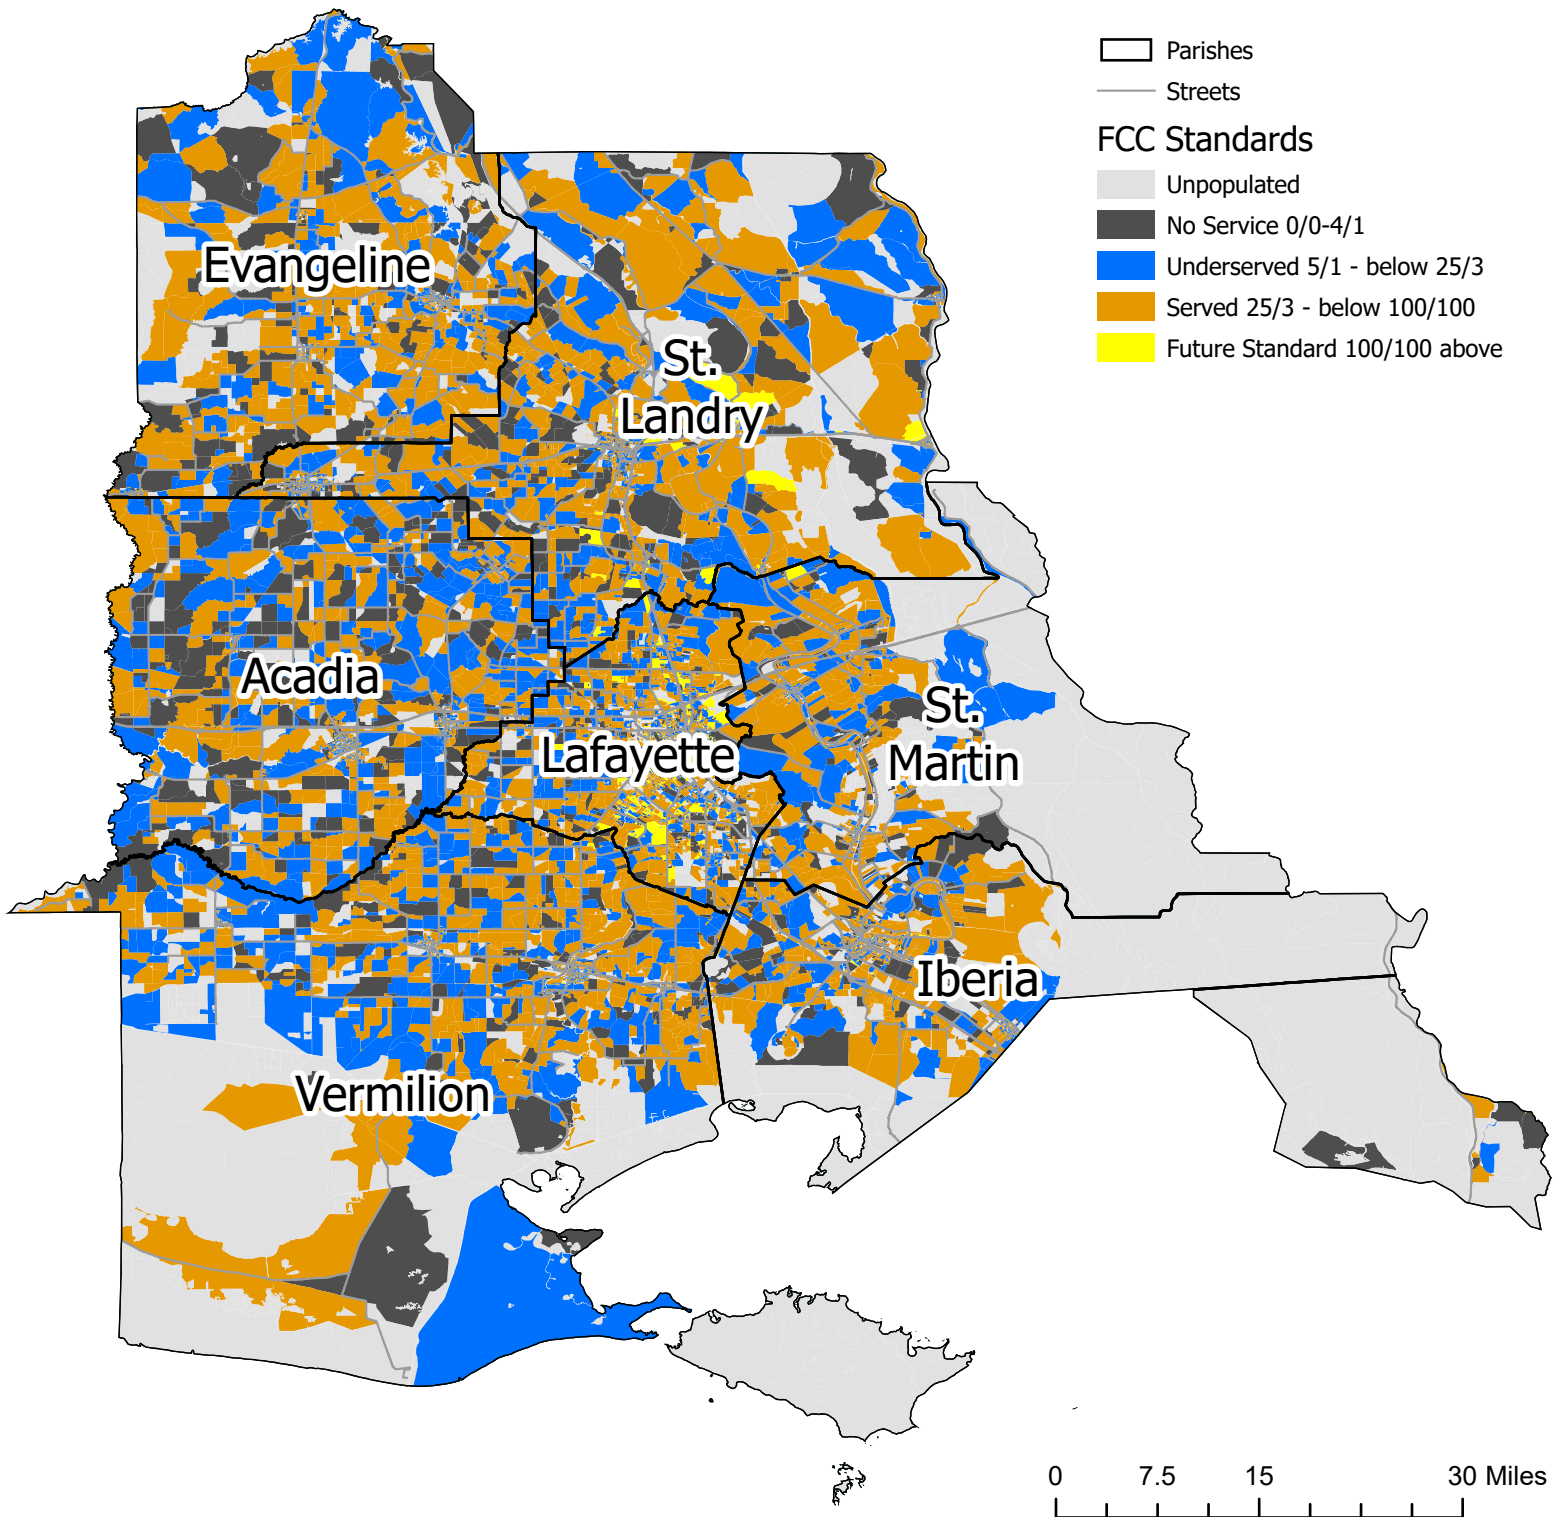 Parishes
Streets
FCC Standards
Unpopulated
No Service 0/0-4/1
Underserved 5/1 - below 25/3
Served 25/3 - below 100/100
Future Standard 100/100 above
Evangeline
St.
Landry
Acadia
Lafayette
St.
Martin
Iberia
Vermilion
0 7.5 15 30 Miles